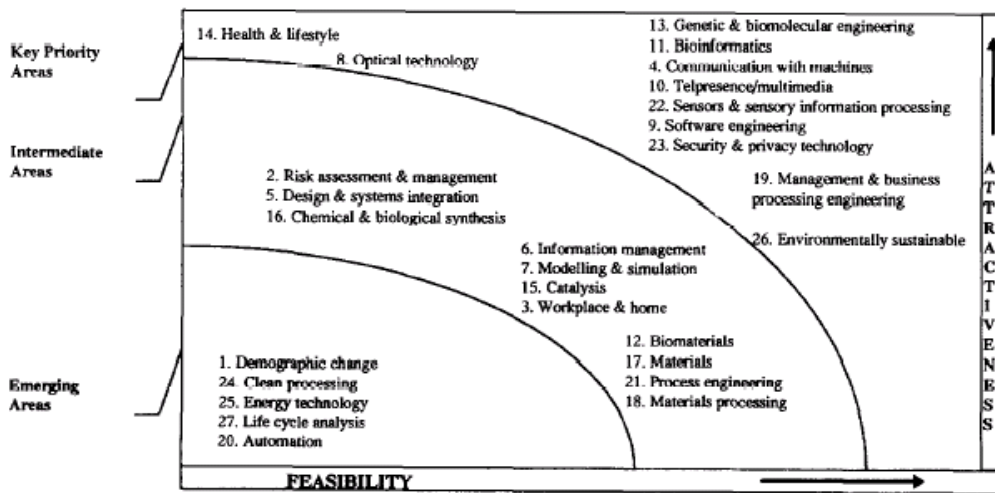 Key Priority
Areas
Intermediate
Areas
Emerging
Areas
14. Health & lifestyle
8. Optical technology
13. Genetic & biomolecular engineering
11. Bioinformatics
4. Communication with machines
10. Telpresence/multimedia
22. Sensors & sensory information processing
9. Software engineering
23. Security & privacy technology
2. Risk assessment & management
5. Design & systems integration
16. Chemical & biological synthesis
19. Management & business
processing engineering
26. Environmentally sustainable
6. Information management
7. Modelling & simulation
15. Catalysis
3. Workplace & home
12. Biomaterials
17. Materials
21. Process engineering
18. Materials processing
1. Demographic change
24. Clean processing
25. Energy technology
27. Life cycle analysis
20. Automation
FEASIBILITY
ATTRACTIVENESS